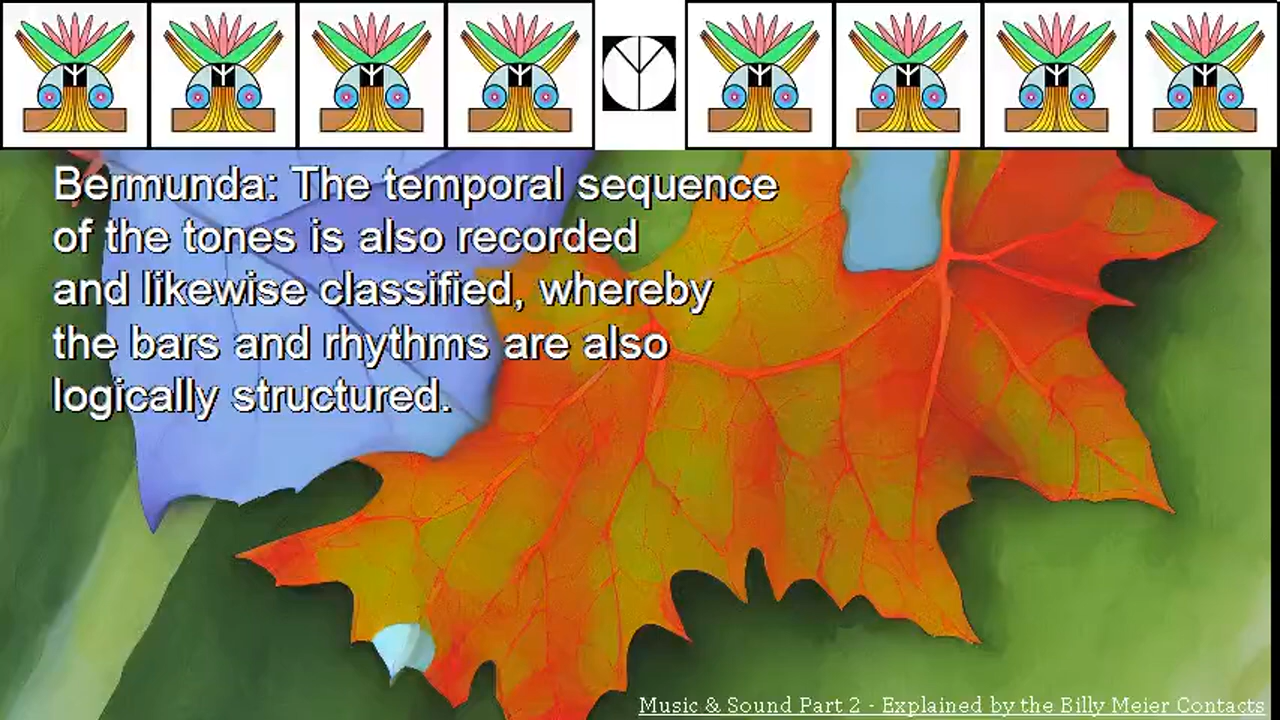 Bermunda: The temporal sequence
of the tones is also recorded
and likewise classified, whereby
the bars and rhythms are also
logically structured.
Music & Sound Part 2 - Explained by the Billy Meier Contacts